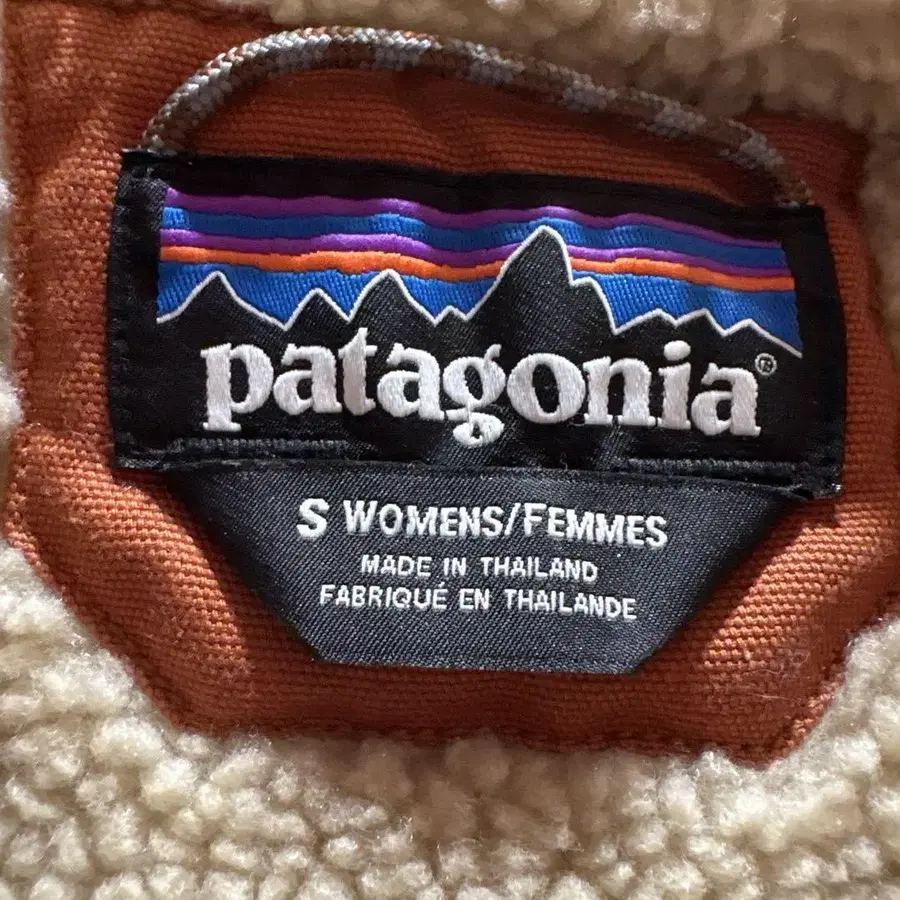 patagonia®
S WOMENS/FEMMES
MADE IN THAILAND
FABRIQUÉ EN THAILANDE